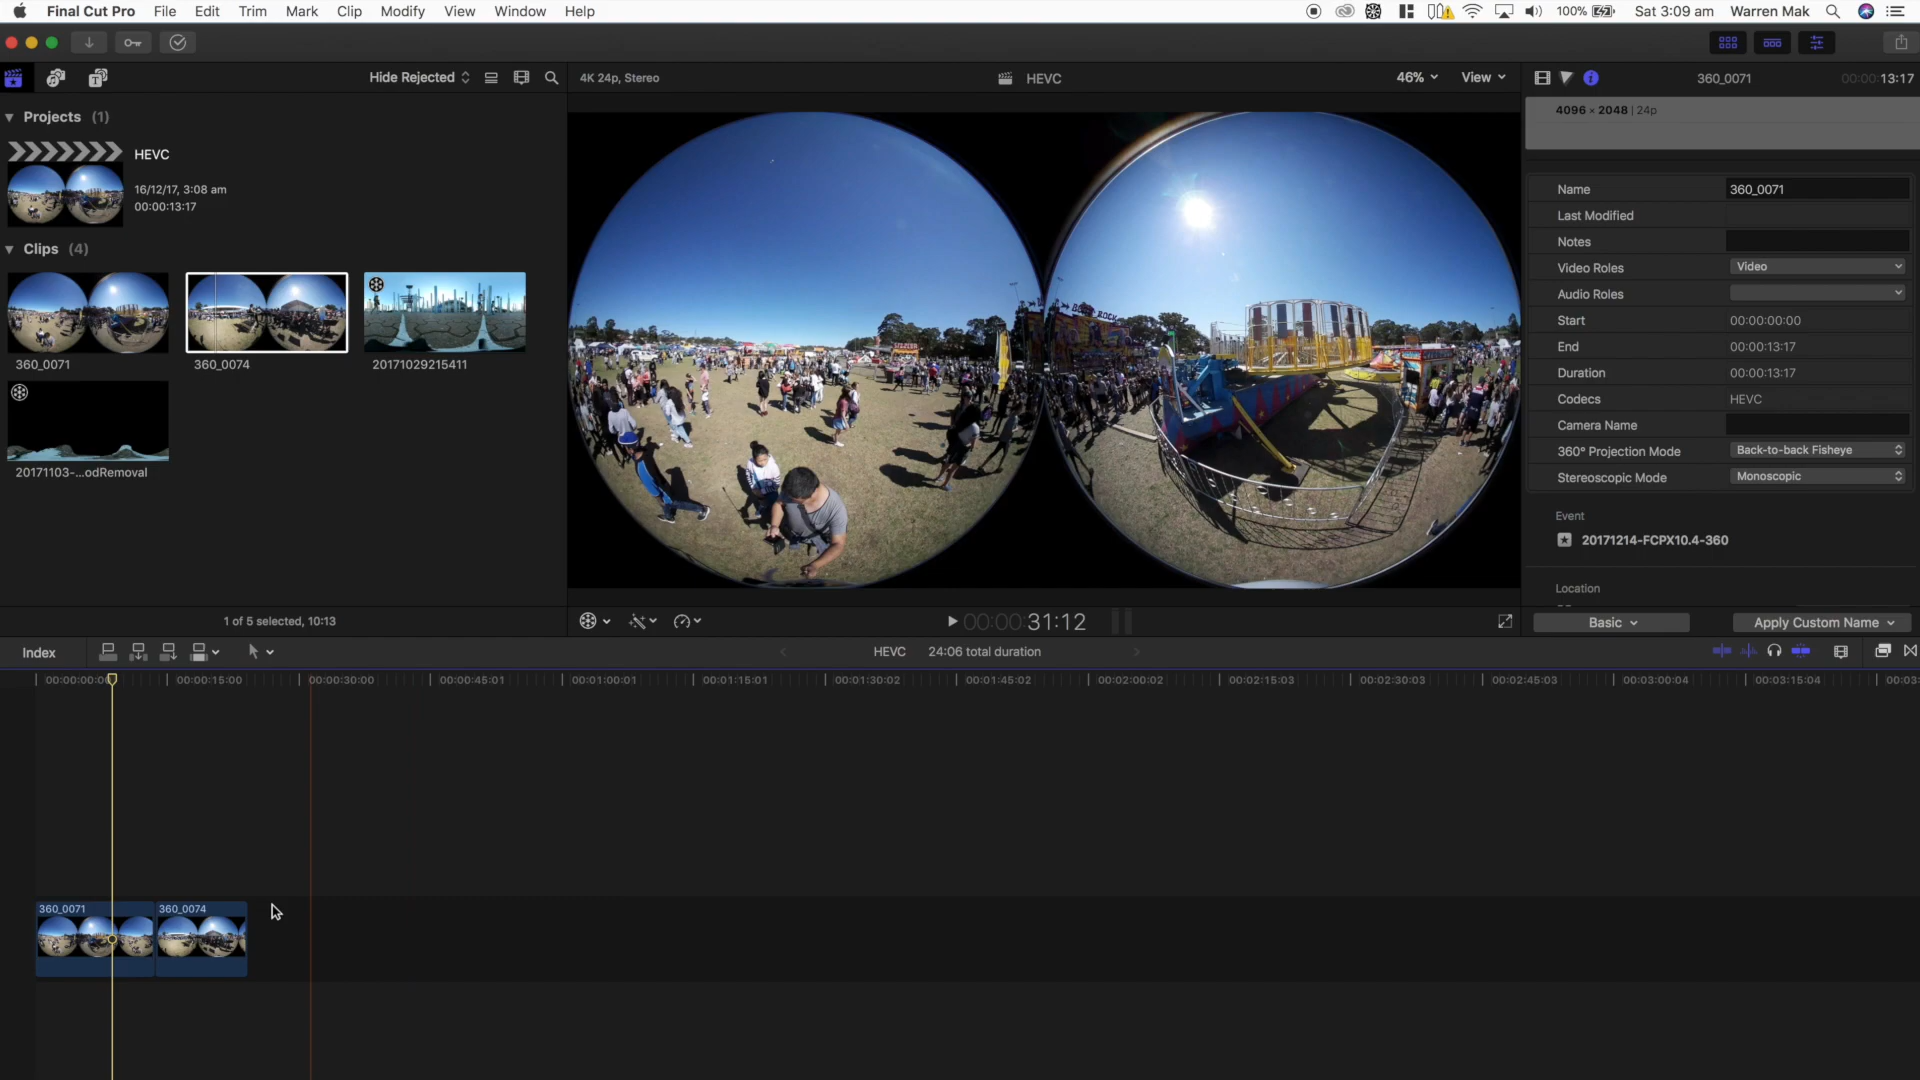 Final Cut Pro File Edit Trim Mark Clip Modify View Window Help 100% Sat 3:09 am Warren Mak
Hide Rejected
4K 24p, Stereo HEVC 46% View
360_0071 00:00:13:17
4096 × 2048 | 24p
Projects (1)
HEVC
16/12/17, 3:08 am
00:00:13:17
Clips (4)
360_0071 360_0074 20171029215411
20171103-...odRemoval
1 of 5 selected, 10:13
Name 360_0071
Last Modified
Notes
Video Roles Video
Audio Roles
Start 00:00:00:00
End 00:00:13:17
Duration 00:00:13:17
Codecs HEVC
Camera Name
360° Projection Mode Back-to-back Fisheye
Stereoscopic Mode Monoscopic
Event
20171214-FCPX10.4-360
Location
00:00:31:12
Basic Apply Custom Name
Index HEVC 24:06 total duration
00:00:00:0 00:00:15:00 00:00:30:00 00:00:45:01 00:01:00:01 00:01:15:01 00:01:30:02 00:01:45:02 00:02:00:02 00:02:15:03 00:02:30:03 00:02:45:03 00:03:00:04 00:03:15:04 00:03:
360_0071 360_0074